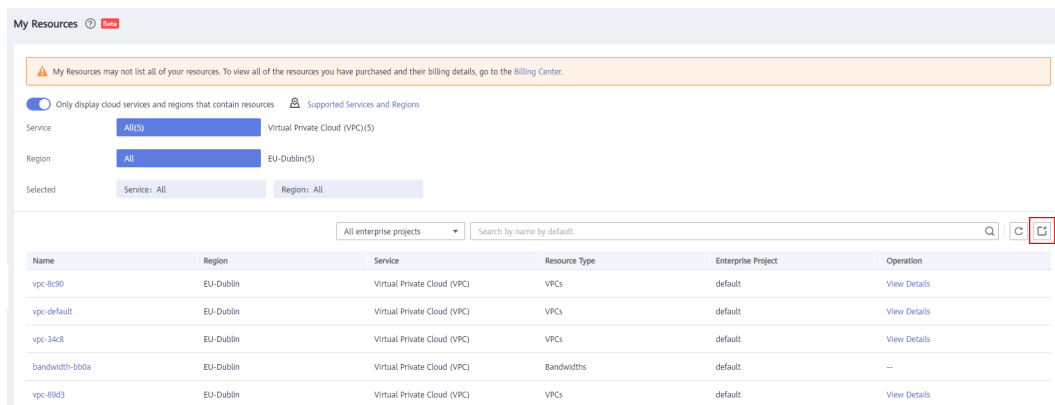 My Resources ? Beta
My Resources may not list all of your resources. To view all of the resources you have purchased and their billing details, go to the Billing Center.
Only display cloud services and regions that contain resources Supported Services and Regions
Service All(5) Virtual Private Cloud (VPC)(5)
Region All EU-Dublin(5)
Selected Service: All Region: All
All enterprise projects Search by name by default.
Name Region Service Resource Type Enterprise Project Operation
vpc-8c90 EU-Dublin Virtual Private Cloud (VPC) VPCs default View Details
vpc-default EU-Dublin Virtual Private Cloud (VPC) VPCs default View Details
vpc-34c8 EU-Dublin Virtual Private Cloud (VPC) VPCs default View Details
bandwidth-bb0a EU-Dublin Virtual Private Cloud (VPC) Bandwidths default --
vpc-89d3 EU-Dublin Virtual Private Cloud (VPC) VPCs default View Details